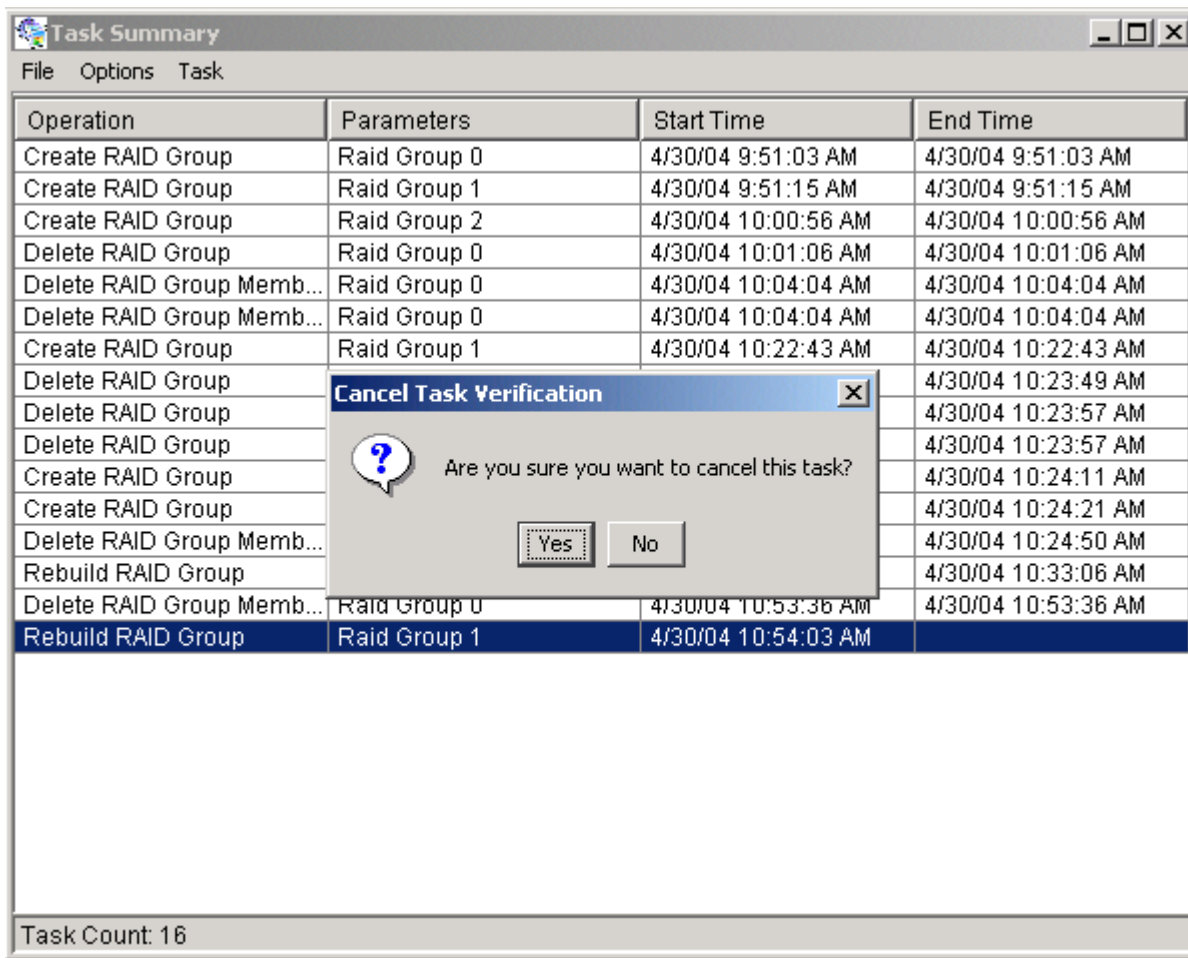 Task Summary
File Options Task
Operation Parameters Start Time End Time
Create RAID Group Raid Group 0 4/30/04 9:51:03 AM 4/30/04 9:51:03 AM
Create RAID Group Raid Group 1 4/30/04 9:51:15 AM 4/30/04 9:51:15 AM
Create RAID Group Raid Group 2 4/30/04 10:00:56 AM 4/30/04 10:00:56 AM
Delete RAID Group Raid Group 0 4/30/04 10:01:06 AM 4/30/04 10:01:06 AM
Delete RAID Group Memb... Raid Group 0 4/30/04 10:04:04 AM 4/30/04 10:04:04 AM
Delete RAID Group Memb... Raid Group 0 4/30/04 10:04:04 AM 4/30/04 10:04:04 AM
Create RAID Group Raid Group 1 4/30/04 10:22:43 AM 4/30/04 10:22:43 AM
Delete RAID Group 4/30/04 10:23:49 AM
Delete RAID Group 4/30/04 10:23:57 AM
Delete RAID Group 4/30/04 10:23:57 AM
Create RAID Group 4/30/04 10:24:11 AM
Create RAID Group 4/30/04 10:24:21 AM
Delete RAID Group Memb... 4/30/04 10:24:50 AM
Rebuild RAID Group 4/30/04 10:33:06 AM
Delete RAID Group Memb... Raid Group 0 4/30/04 10:53:36 AM 4/30/04 10:53:36 AM
Rebuild RAID Group Raid Group 1 4/30/04 10:54:03 AM
Cancel Task Verification
Are you sure you want to cancel this task?
Yes No
Task Count: 16